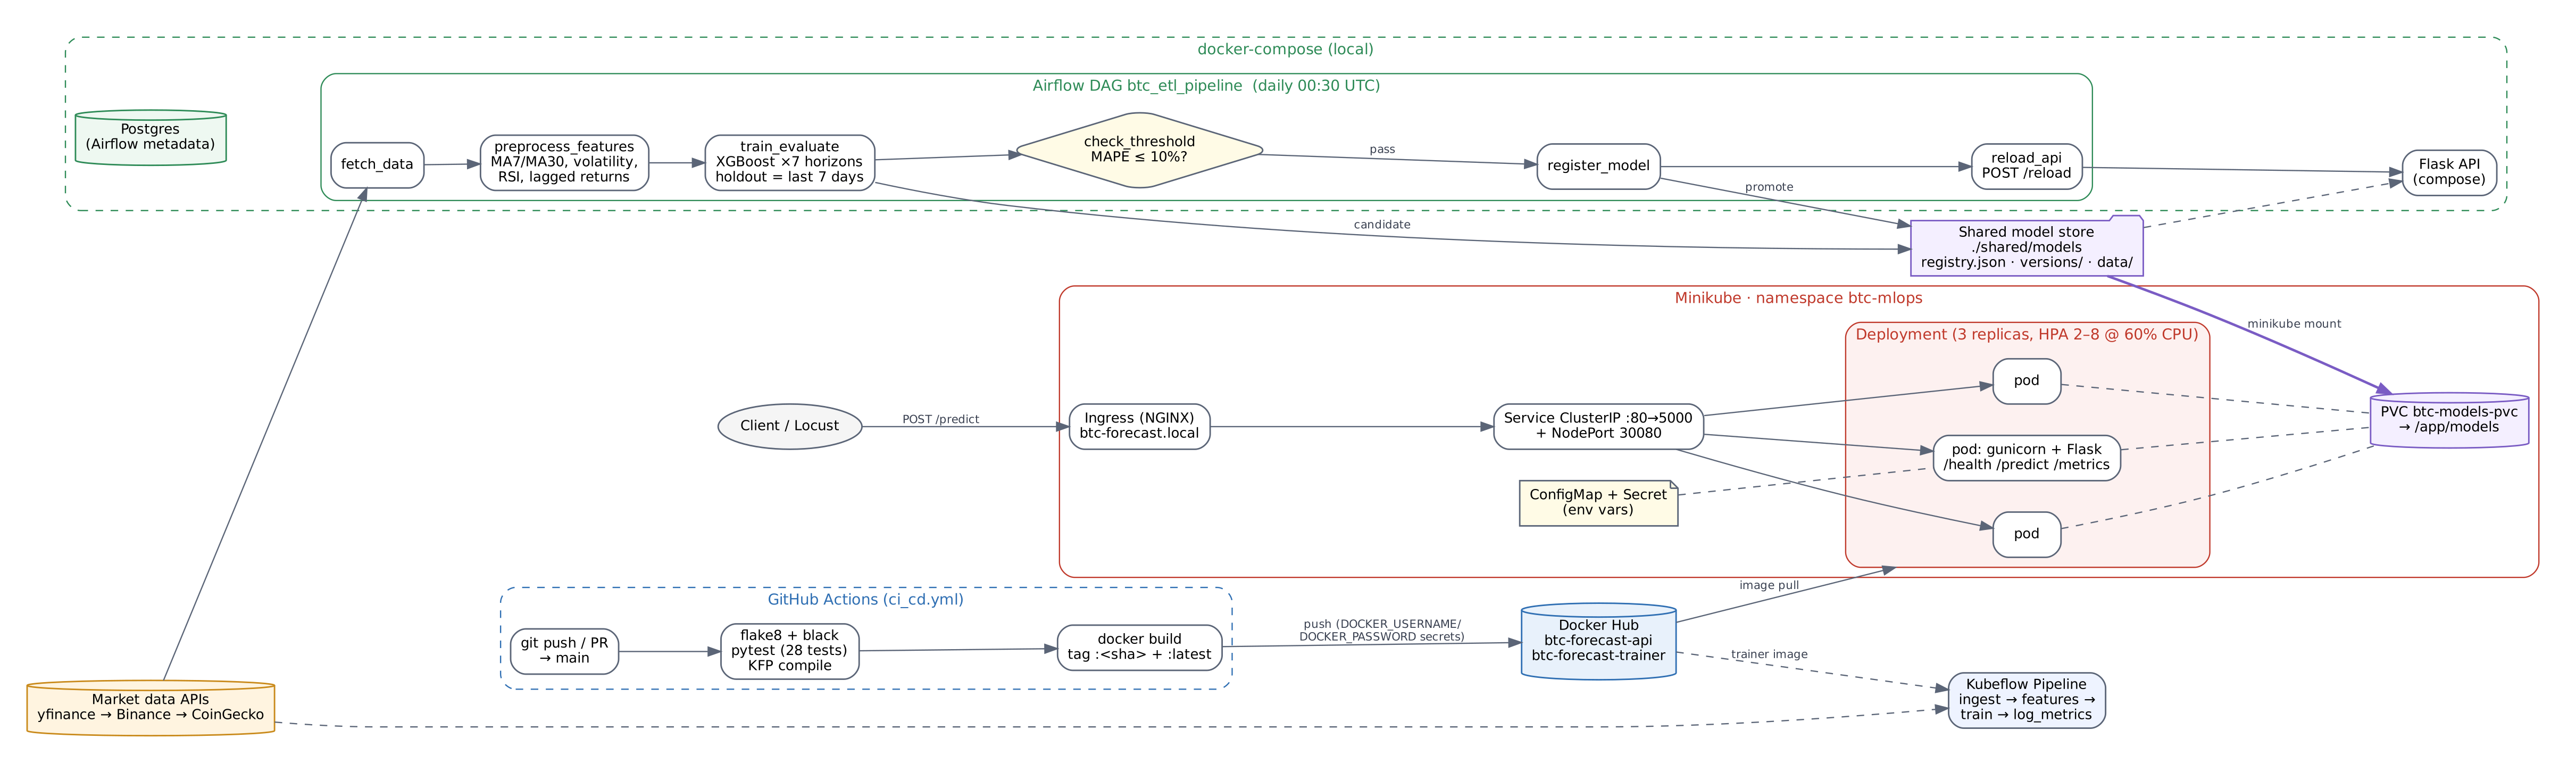 docker-compose (local)
Airflow DAG btc_etl_pipeline  (daily 00:30 UTC)
Postgres
(Airflow metadata)
fetch_data
preprocess_features
MA7/MA30, volatility,
RSI, lagged returns
train_evaluate
XGBoost ×7 horizons
holdout = last 7 days
check_threshold
MAPE ≤ 10%?
pass
register_model
reload_api
POST /reload
Flask API
(compose)
promote
candidate
Shared model store
./shared/models
registry.json · versions/ · data/
Minikube · namespace btc-mlops
minikube mount
Deployment (3 replicas, HPA 2–8 @ 60% CPU)
Client / Locust
POST /predict
Ingress (NGINX)
btc-forecast.local
Service ClusterIP :80→5000
+ NodePort 30080
pod
pod: gunicorn + Flask
/health /predict /metrics
pod
PVC btc-models-pvc
→ /app/models
ConfigMap + Secret
(env vars)
image pull
GitHub Actions (ci_cd.yml)
git push / PR
→ main
flake8 + black
pytest (28 tests)
KFP compile
docker build
tag :<sha> + :latest
push (DOCKER_USERNAME/
DOCKER_PASSWORD secrets)
Docker Hub
btc-forecast-api
btc-forecast-trainer
trainer image
Kubeflow Pipeline
ingest → features →
train → log_metrics
Market data APIs
yfinance → Binance → CoinGecko